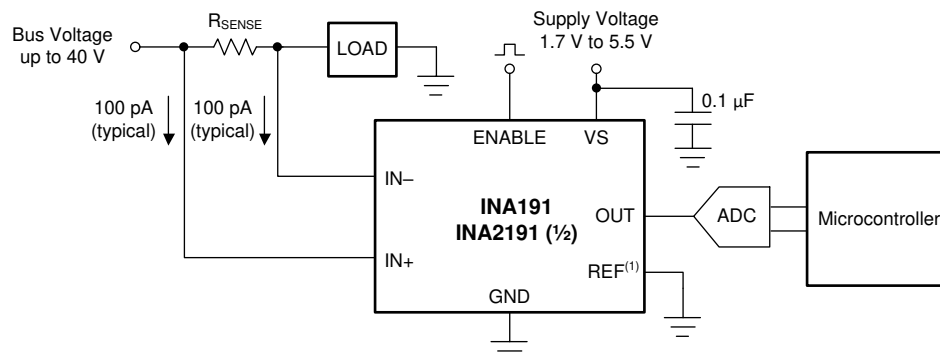 Bus Voltage
up to 40 V
RSENSE
LOAD
Supply Voltage
1.7 V to 5.5 V
100 pA
(typical)
100 pA
(typical)
0.1 µF
ENABLE
VS
IN–
INA191
INA2191 (½)
OUT
ADC
Microcontroller
IN+
REF(1)
GND